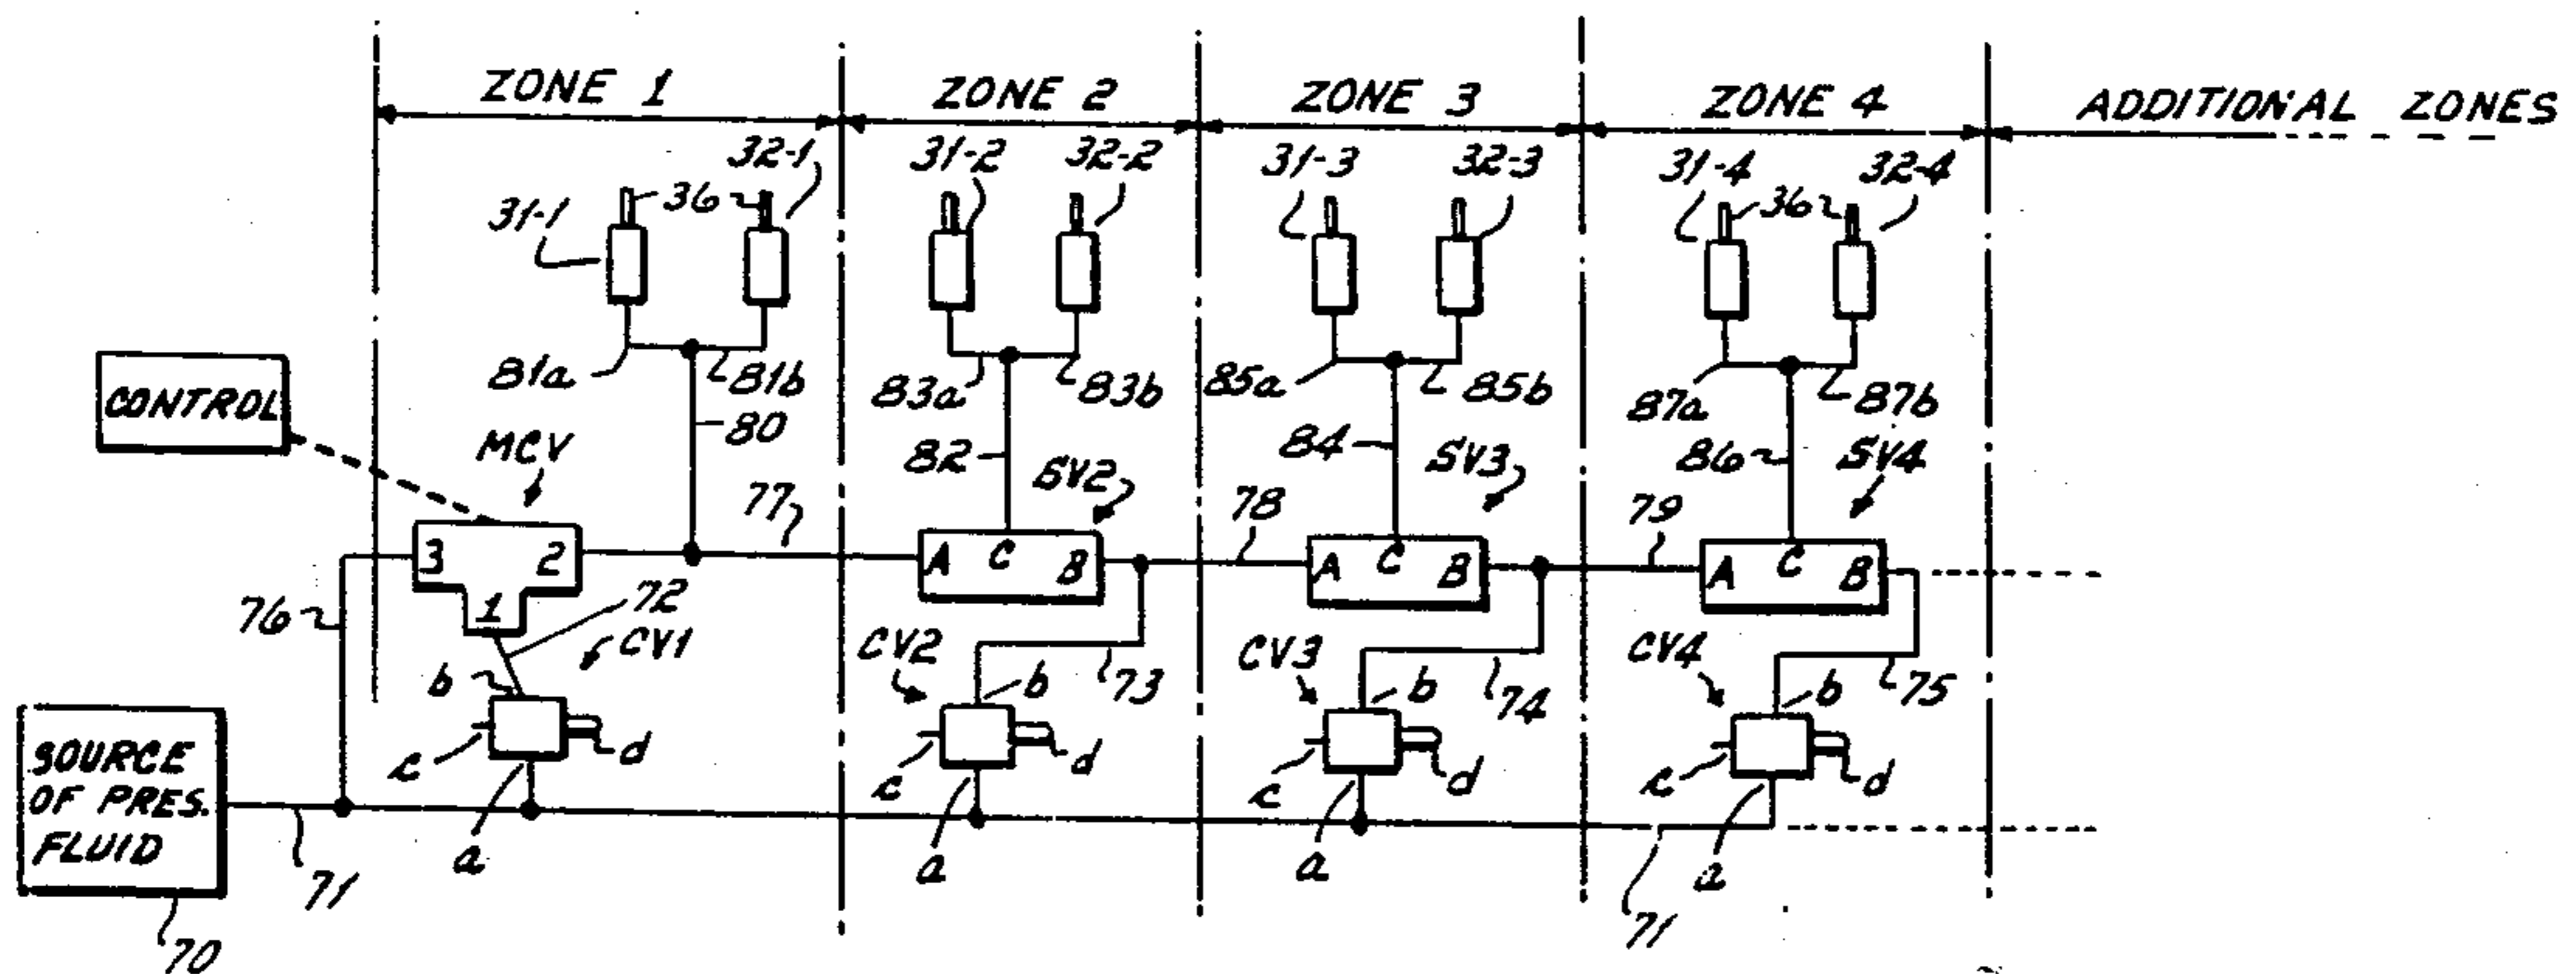 ZONE 1 ZONE 2 ZONE 3 ZONE 4 ADDITIONAL ZONES
31-1 36 32-1 31-2 32-2 31-3 32-3 31-4 36 32-4
81a 81b 83a 83b 85a 85b 87a 87b
CONTROL
MCV 80 82 SV2 84 SV3 86 SV4
77 78 79
3 2 A C B A C B A C B
1
76 72 CV1 CV2 73 CV3 74 CV4 75
b b b b
c d c d c d c d
a a a a
SOURCE
OF PRES.
FLUID
70 71 71